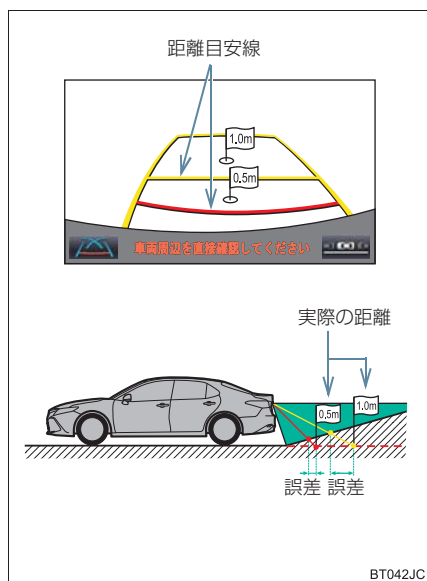 距離目安線
1.0m
0.5m
車両周辺を直接確認してください
実際の距離
0.5m
1.0m
誤差 誤差
BT042JC